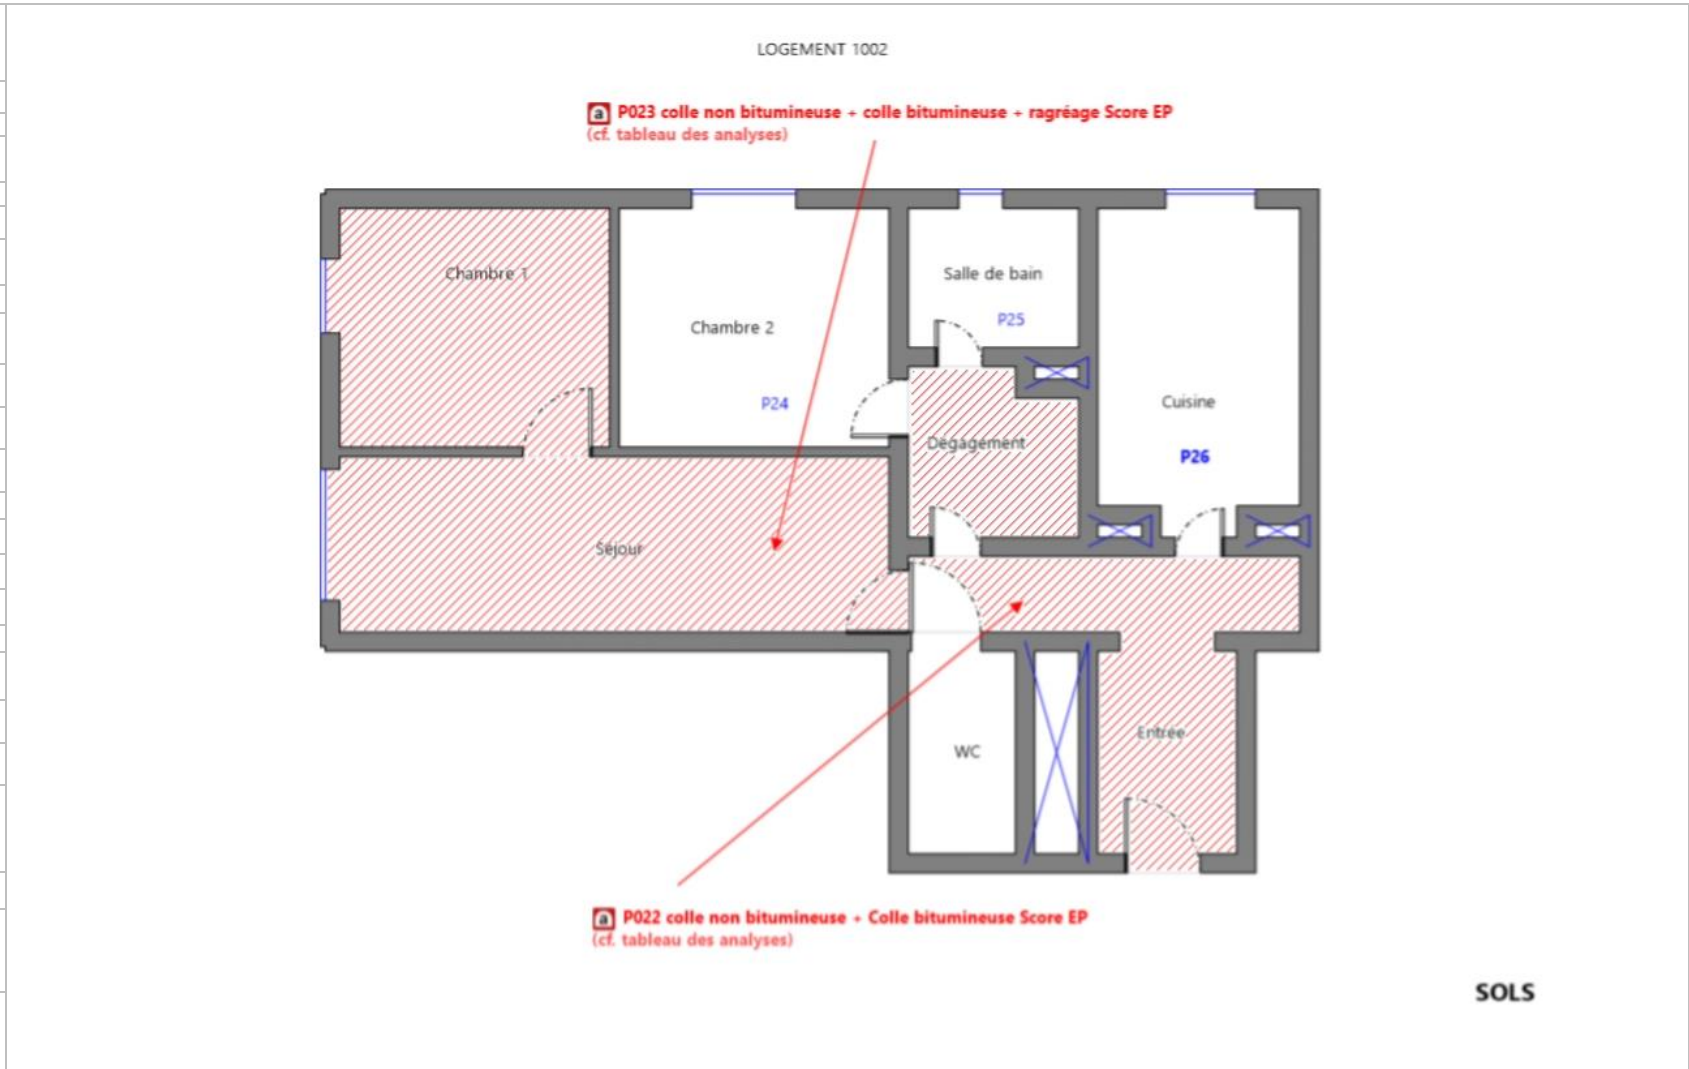 LOGEMENT 1002
a P023 colle non bitumineuse + colle bitumineuse + ragréage Score EP
(cf. tableau des analyses)
Chambre 1
Chambre 2
P24
Salle de bain
P25
Cuisine
P26
Dégagement
Séjour
WC
Entrée
a P022 colle non bitumineuse + Colle bitumineuse Score EP
(cf. tableau des analyses)
SOLS